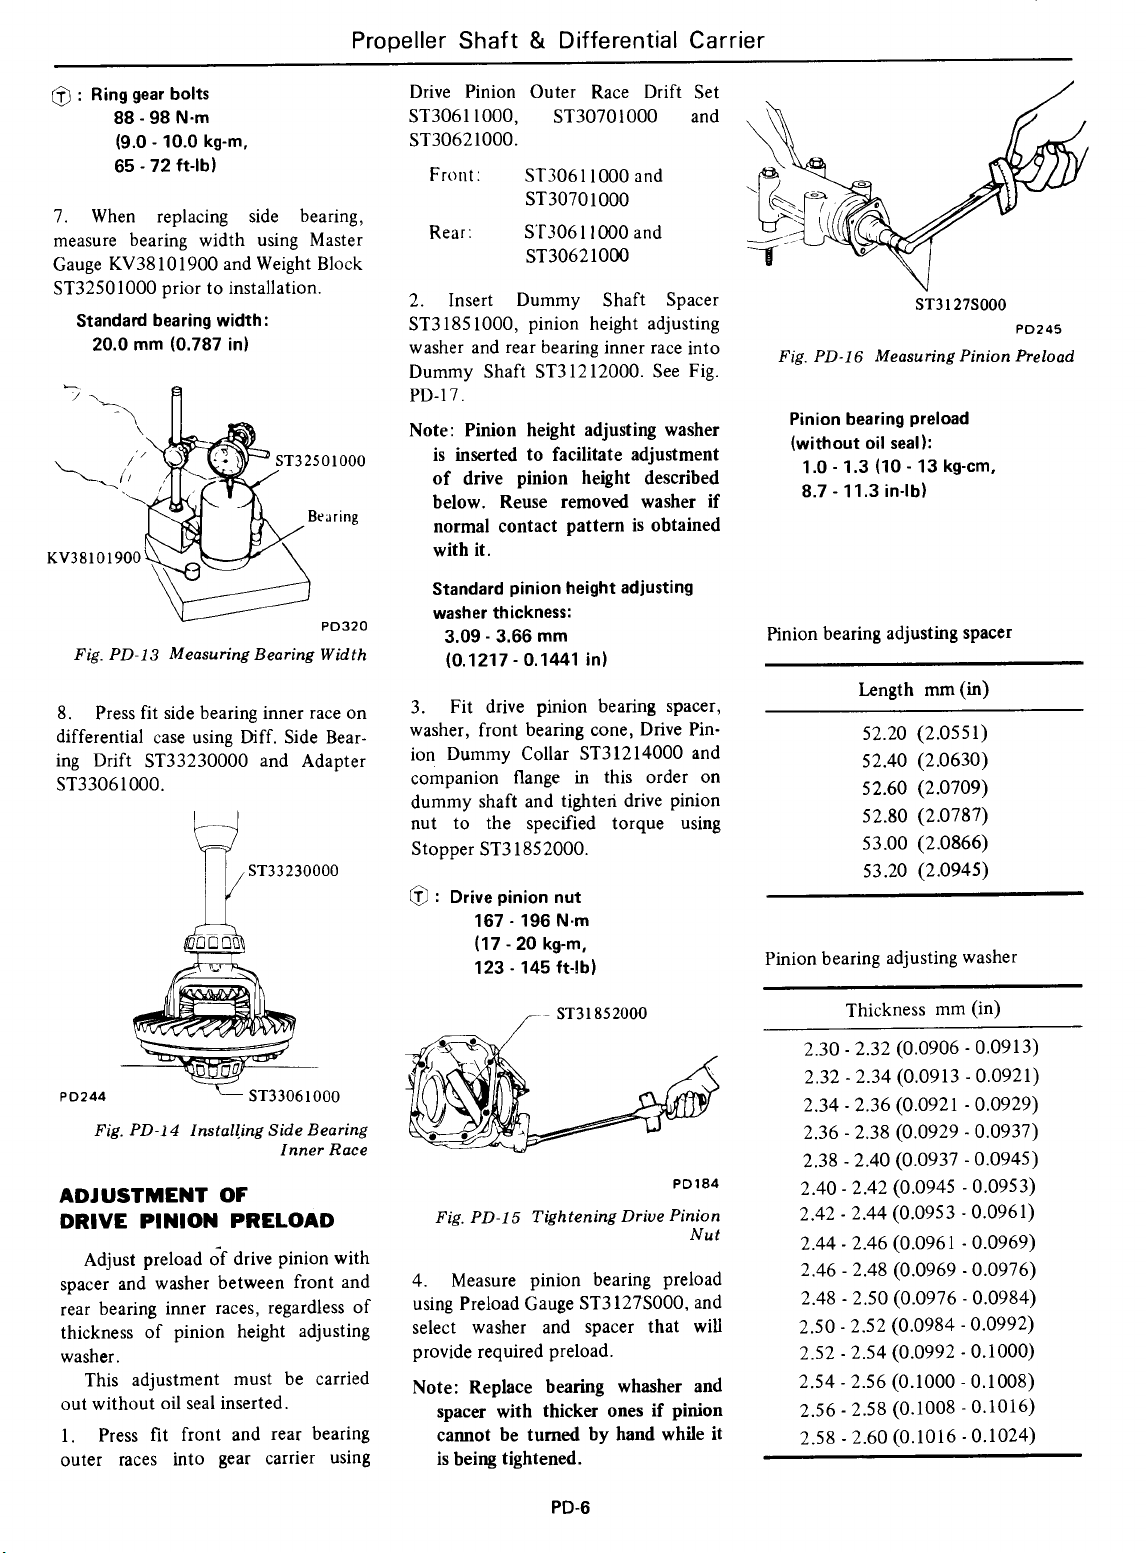 Propeller Shaft & Differential Carrier
Ⓣ : Ring gear bolts
88 - 98 N·m
(9.0 - 10.0 kg-m,
65 - 72 ft-lb)
7. When replacing side bearing,
measure bearing width using Master
Gauge KV38101900 and Weight Block
ST32501000 prior to installation.
Standard bearing width:
20.0 mm (0.787 in)
ST32501000
Bearing
KV38101900
PD320
Fig. PD-13 Measuring Bearing Width
8. Press fit side bearing inner race on
differential case using Diff. Side Bear-
ing Drift ST33230000 and Adapter
ST33061000.
ST33230000
PD244
ST33061000
Fig. PD-14 Installing Side Bearing
Inner Race
ADJUSTMENT OF
DRIVE PINION PRELOAD
Adjust preload of drive pinion with
spacer and washer between front and
rear bearing inner races, regardless of
thickness of pinion height adjusting
washer.
This adjustment must be carried
out without oil seal inserted.
1. Press fit front and rear bearing
outer races into gear carrier using
Drive Pinion Outer Race Drift Set
ST30611000, ST30701000 and
ST30621000.
Front: ST30611000 and
ST30701000
Rear: ST30611000 and
ST30621000
2. Insert Dummy Shaft Spacer
ST31851000, pinion height adjusting
washer and rear bearing inner race into
Dummy Shaft ST31212000. See Fig.
PD-17.
Note: Pinion height adjusting washer
is inserted to facilitate adjustment
of drive pinion height described
below. Reuse removed washer if
normal contact pattern is obtained
with it.
Standard pinion height adjusting
washer thickness:
3.09 - 3.66 mm
(0.1217 - 0.1441 in)
3. Fit drive pinion bearing spacer,
washer, front bearing cone, Drive Pin-
ion Dummy Collar ST31214000 and
companion flange in this order on
dummy shaft and tighten drive pinion
nut to the specified torque using
Stopper ST31852000.
Ⓣ : Drive pinion nut
167 - 196 N·m
(17 - 20 kg-m,
123 - 145 ft-lb)
ST31852000
PD184
Fig. PD-15 Tightening Drive Pinion
Nut
4. Measure pinion bearing preload
using Preload Gauge ST3127S000, and
select washer and spacer that will
provide required preload.
Note: Replace bearing whasher and
spacer with thicker ones if pinion
cannot be turned by hand while it
is being tightened.
ST3127S000
PD245
Fig. PD-16 Measuring Pinion Preload
Pinion bearing preload
(without oil seal):
1.0 - 1.3 (10 - 13 kg-cm,
8.7 - 11.3 in-lb)
Pinion bearing adjusting spacer
Length mm (in)
52.20 (2.0551)
52.40 (2.0630)
52.60 (2.0709)
52.80 (2.0787)
53.00 (2.0866)
53.20 (2.0945)
Pinion bearing adjusting washer
Thickness mm (in)
2.30 - 2.32 (0.0906 - 0.0913)
2.32 - 2.34 (0.0913 - 0.0921)
2.34 - 2.36 (0.0921 - 0.0929)
2.36 - 2.38 (0.0929 - 0.0937)
2.38 - 2.40 (0.0937 - 0.0945)
2.40 - 2.42 (0.0945 - 0.0953)
2.42 - 2.44 (0.0953 - 0.0961)
2.44 - 2.46 (0.0961 - 0.0969)
2.46 - 2.48 (0.0969 - 0.0976)
2.48 - 2.50 (0.0976 - 0.0984)
2.50 - 2.52 (0.0984 - 0.0992)
2.52 - 2.54 (0.0992 - 0.1000)
2.54 - 2.56 (0.1000 - 0.1008)
2.56 - 2.58 (0.1008 - 0.1016)
2.58 - 2.60 (0.1016 - 0.1024)
PD-6